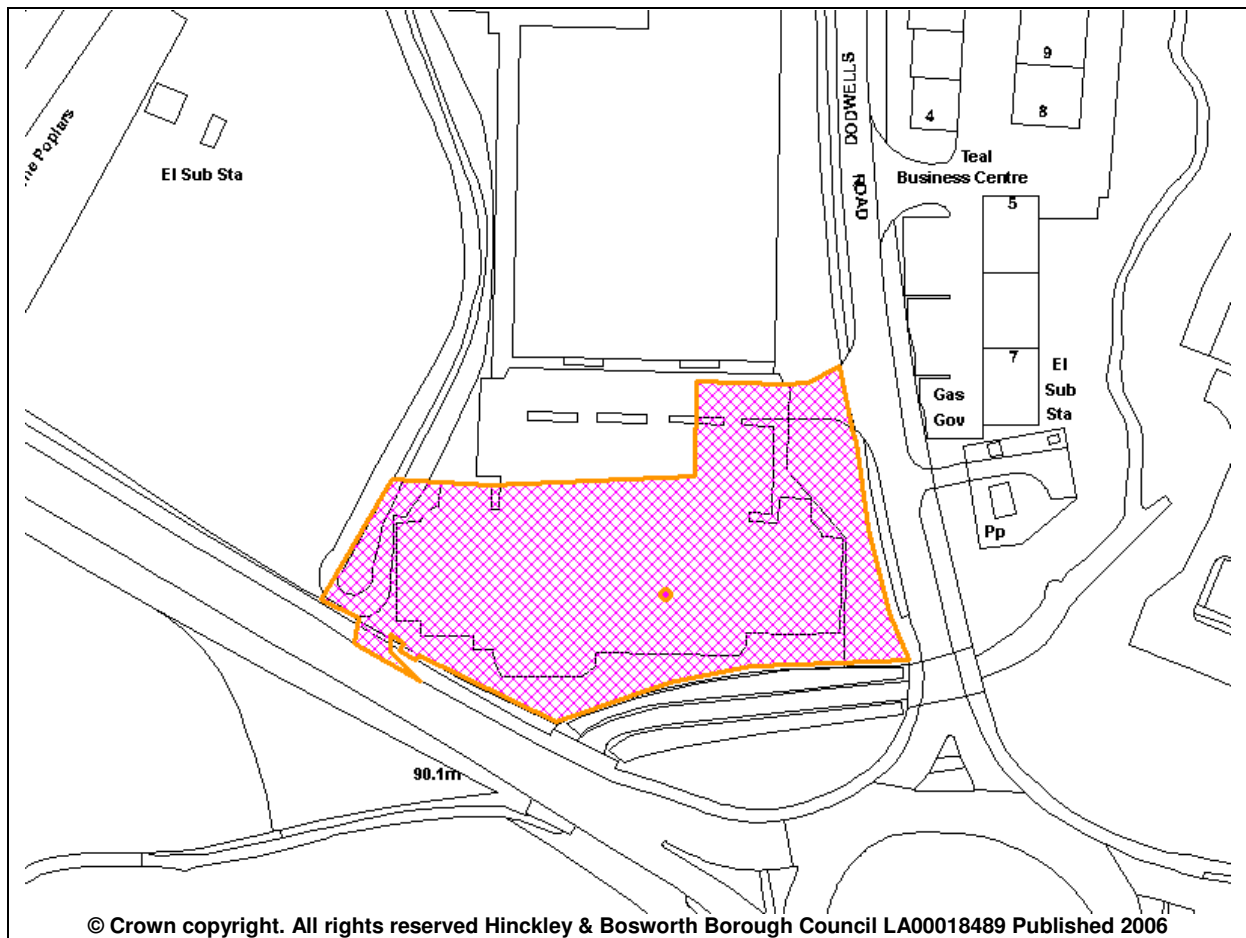 DODWELLS
ROAD
9
8
4
Teal
Business Centre
5
7
El
Sub
Sta
Gas
Gov
Pp
El Sub Sta
Poplars
90.1m
© Crown copyright. All rights reserved Hinckley & Bosworth Borough Council LA00018489 Published 2006